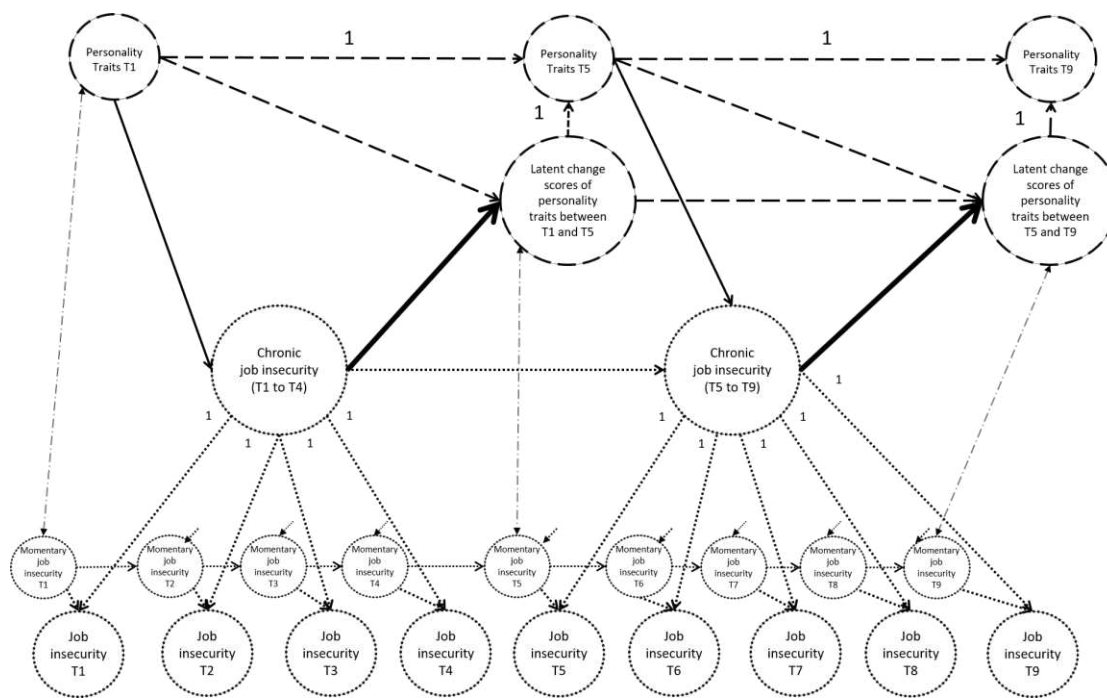 1
1
Personality
Traits T1
Personality
Traits T5
Personality
Traits T9
1
1
Latent change
scores of
personality
traits between
T1 and T5
Latent change
scores of
personality
traits between
T5 and T9
Chronic
job insecurity
(T1 to T4)
Chronic
job insecurity
(T5 to T9)
1
1
1
1
1
1
1
1
1
Momentary
job
insecurity
T1
Momentary
job
insecurity
T2
Momentary
job
insecurity
T3
Momentary
job
insecurity
T4
Momentary
job
insecurity
T5
Momentary
job
insecurity
T6
Momentary
job
insecurity
T7
Momentary
job
insecurity
T8
Momentary
job
insecurity
T9
Job
insecurity
T1
Job
insecurity
T2
Job
insecurity
T3
Job
insecurity
T4
Job
insecurity
T5
Job
insecurity
T6
Job
insecurity
T7
Job
insecurity
T8
Job
insecurity
T9